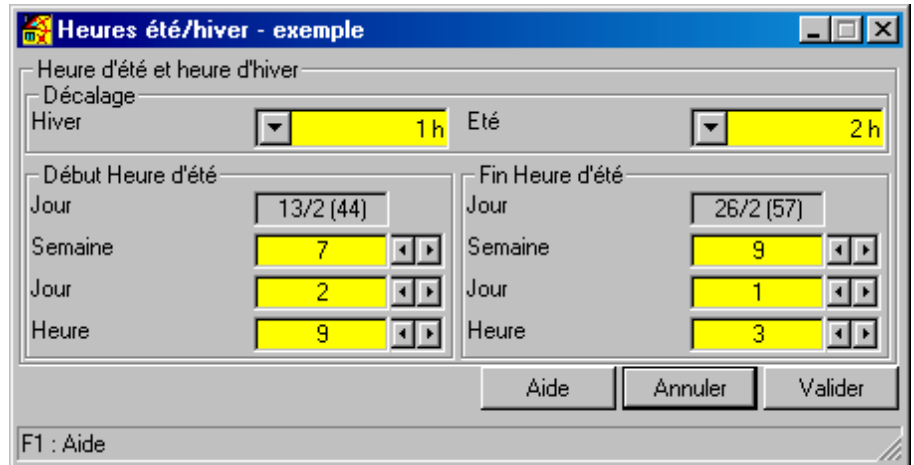 Heures été/hiver - exemple
Heure d'été et heure d'hiver
Décalage
Hiver 1 h Eté 2 h
Début Heure d'été Fin Heure d'été
Jour 13/2 (44) Jour 26/2 (57)
Semaine 7 Semaine 9
Jour 2 Jour 1
Heure 9 Heure 3
Aide Annuler Valider
F1 : Aide